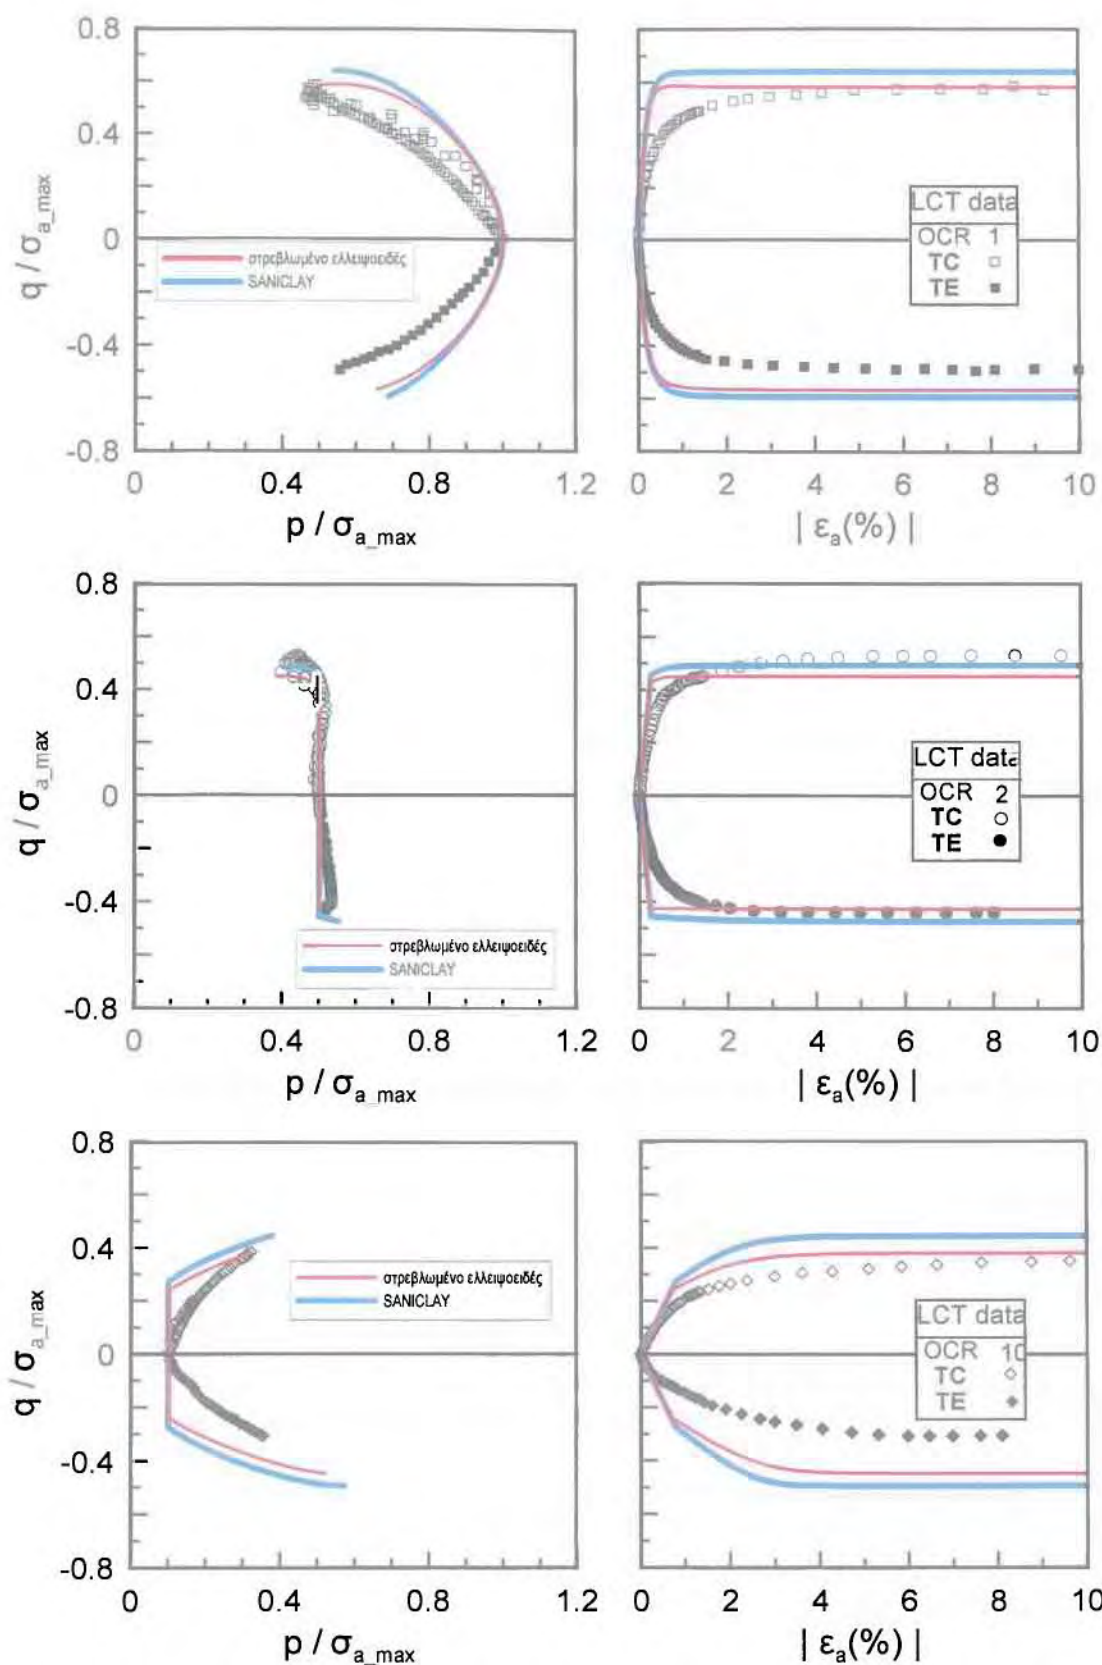 0.8
0.4
0
-0.4
-0.8
q / σa_max
στρεβλωμένο ελλειψοειδές
SANICLAY
0 0.4 0.8 1.2
p / σa_max
LCT data
OCR 1
TC □
TE ■
0 2 4 6 8 10
| εa(%) |
0.8
0.4
0
-0.4
-0.8
q / σa_max
στρεβλωμένο ελλειψοειδές
SANICLAY
0 0.4 0.8 1.2
p / σa_max
LCT data
OCR 2
TC ○
TE ●
0 2 4 6 8 10
| εa(%) |
0.8
0.4
0
-0.4
-0.8
q / σa_max
στρεβλωμένο ελλειψοειδές
SANICLAY
0 0.4 0.8 1.2
p / σa_max
LCT data
OCR 10
TC ◇
TE ◆
0 2 4 6 8 10
| εa(%) |